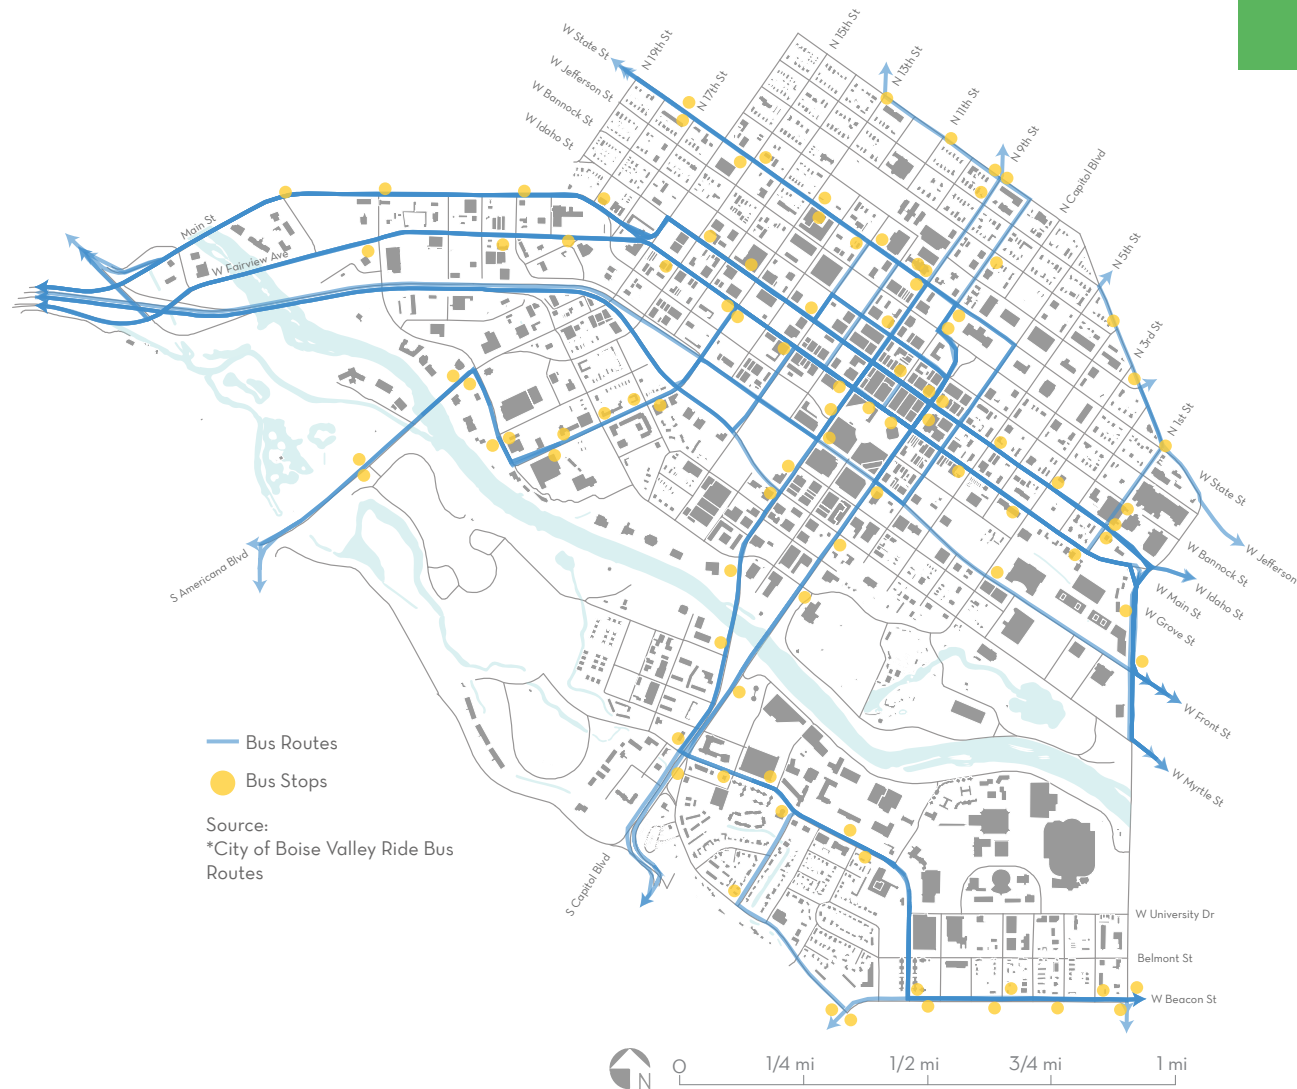 W State St
N 19th St
N 15th St
W Jefferson St
N 17th St
N 13th St
W Bannock St
N 11th St
W Idaho St
N 9th St
N Capitol Blvd
Main St
N 5th St
W Fairview Ave
N 3rd St
N 1st St
W State St
W Jefferson
S Americana Blvd
W Bannock St
W Idaho St
W Main St
W Grove St
W Front St
W Myrtle St
Bus Routes
Bus Stops
Source:
*City of Boise Valley Ride Bus
Routes
S Capitol Blvd
W University Dr
Belmont St
W Beacon St
N
0 1/4 mi 1/2 mi 3/4 mi 1 mi